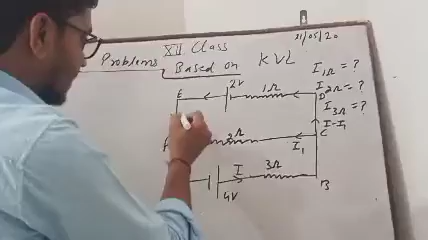 XII Class
21/05/20
Problems Based on KVL
I1Ω = ?
I2Ω = ?
I3Ω = ?
E
2V
1Ω
D
I-I1
2Ω
I1
C
I
3Ω
4V
B